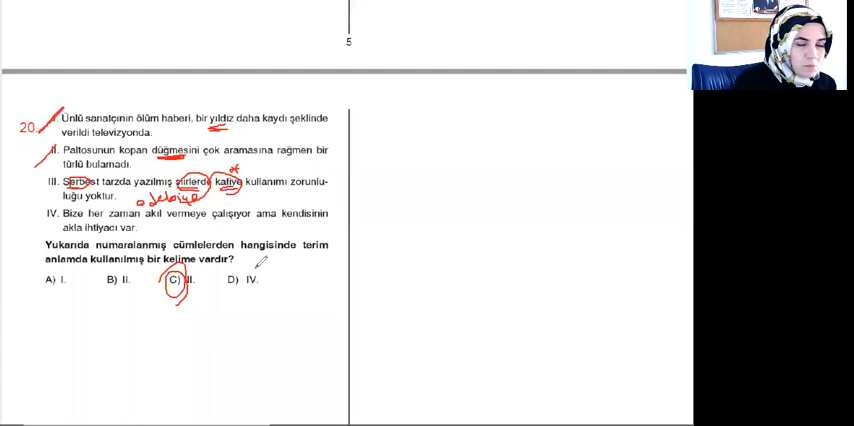 5
20.
I. Ünlü sanatçının ölüm haberi, bir yıldız daha kaydı şeklinde
verildi televizyonda.
II. Paltosunun kopan düğmesini çok aramasına rağmen bir
türlü bulamadı.
III. Serbest tarzda yazılmış şiirlerde kafiye kullanımı zorunlu-
luğu yoktur.
edebiyat
IV. Bize her zaman akıl vermeye çalışıyor ama kendisinin
akla ihtiyacı var.
Yukarıda numaralanmış cümlelerden hangisinde terim
anlamda kullanılmış bir kelime vardır?
A) I. B) II. C) III. D) IV.